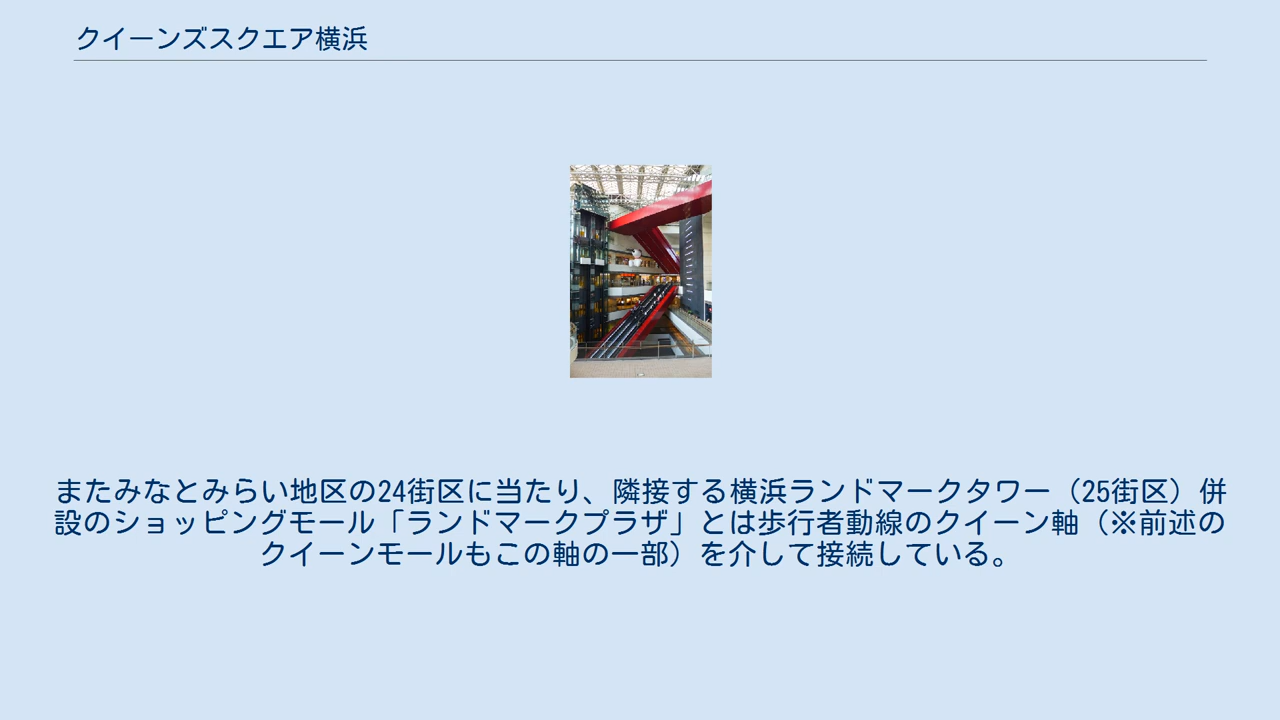 クイーンズスクエア横浜
またみなとみらい地区の24街区に当たり、隣接する横浜ランドマークタワー（25街区）併
設のショッピングモール「ランドマークプラザ」とは歩行者動線のクイーン軸（※前述の
クイーンモールもこの軸の一部）を介して接続している。